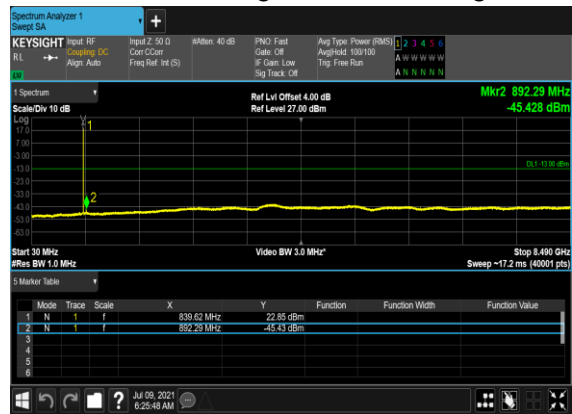 Spectrum Analyzer 1
Swept SA
+
KEYSIGHT Input: RF Input Z: 50 Ω #Atten: 40 dB PNO: Fast Avg Type: Power (RMS) 1 2 3 4 5 6
RL Coupling: DC Corr CCorr Gate: Off Avg|Hold: 100/100 A W W W W W
Align: Auto Freq Ref: Int (S) IF Gain: Low Trig: Free Run
LW Sig Track: Off A N N N N N
1 Spectrum Ref Lvl Offset 4.00 dB Mkr2 892.29 MHz
Scale/Div 10 dB Ref Level 27.00 dBm -45.428 dBm
Log
17.0
7.00
-3.00
-13.0
-23.0
-33.0
-43.0
-53.0
-63.0
1
DL1 -13.00 dBm
2
Start 30 MHz Video BW 3.0 MHz* Stop 8.490 GHz
#Res BW 1.0 MHz Sweep ~17.2 ms (40001 pts)
5 Marker Table
Mode Trace Scale X Y Function Function Width Function Value
1 N 1 f 839.62 MHz 22.85 dBm
2 N 1 f 892.29 MHz -45.43 dBm
3
4
5
6
? Jul 09, 2021
6:25:48 AM